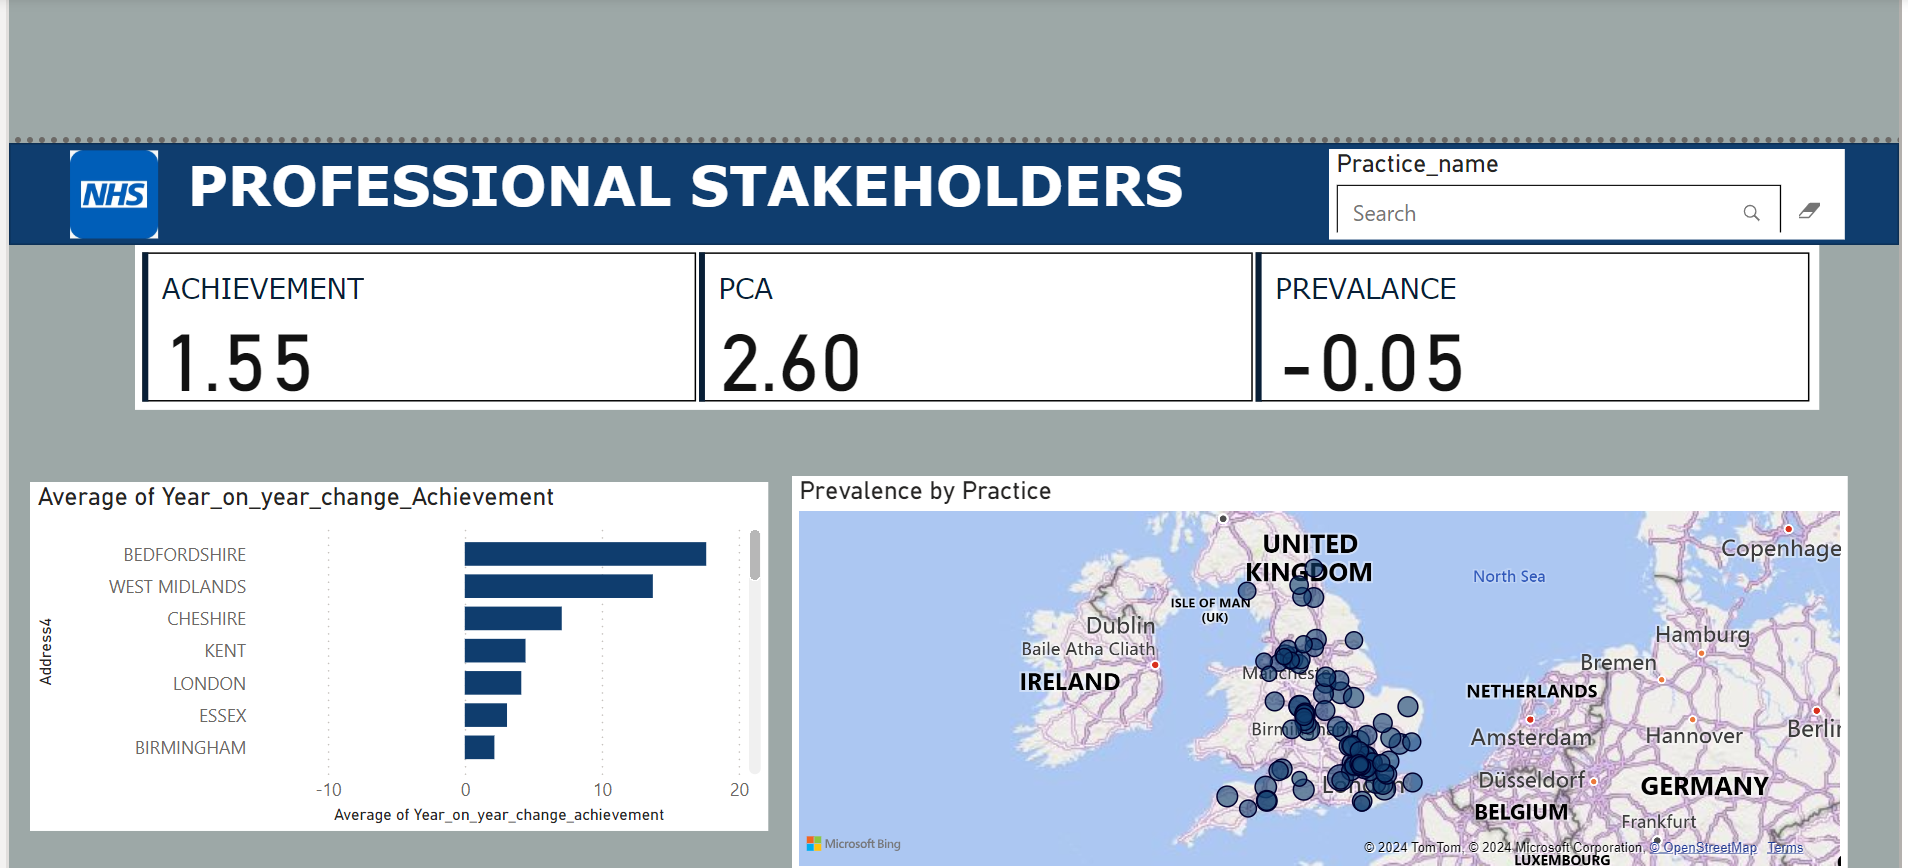 NHS
PROFESSIONAL STAKEHOLDERS
Practice_name
Search
ACHIEVEMENT
1.55
PCA
2.60
PREVALANCE
-0.05
Average of Year_on_year_change_Achievement
Address4
BEDFORDSHIRE
WEST MIDLANDS
CHESHIRE
KENT
LONDON
ESSEX
BIRMINGHAM
-10 0 10 20
Average of Year_on_year_change_achievement
Prevalence by Practice
UNITED
KINGDOM
North Sea
Copenhage
ISLE OF MAN
(UK)
Dublin
Baile Atha Cliath
IRELAND
Hamburg
Bremen
NETHERLANDS
Amsterdam
Hannover
Berlin
Düsseldorf
GERMANY
BELGIUM
Frankfurt
Microsoft Bing
© 2024 TomTom, © 2024 Microsoft Corporation, © OpenStreetMap Terms
LUXEMBOURG